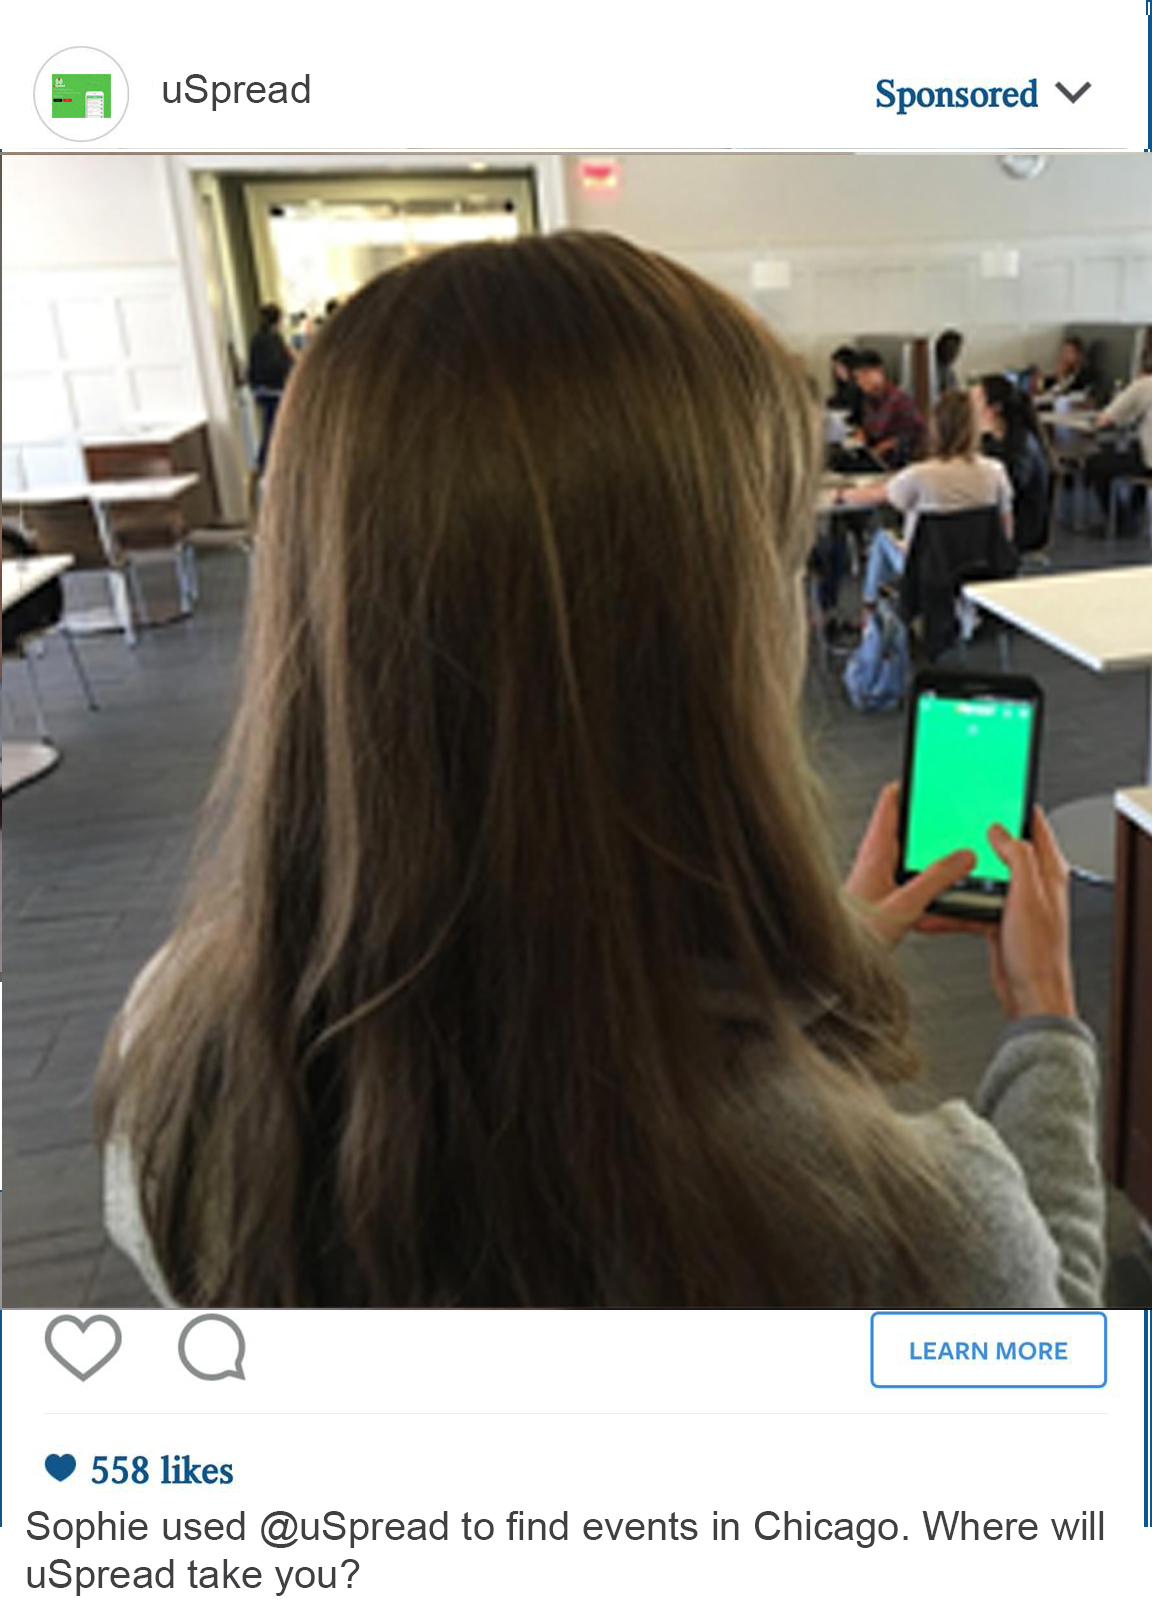 uSpread
Sponsored
LEARN MORE
558 likes
Sophie used @uSpread to find events in Chicago. Where will
uSpread take you?